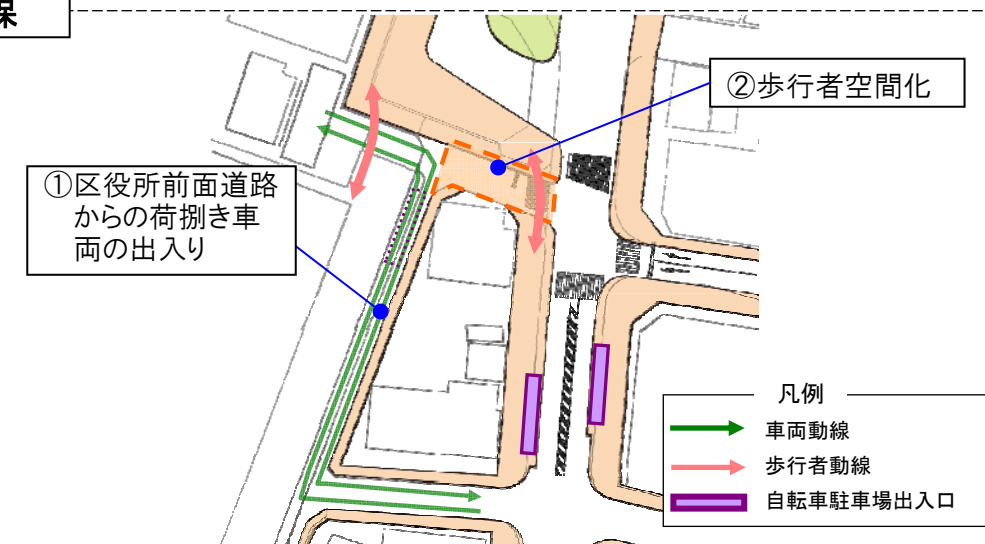 保
②歩行者空間化
①区役所前面道路
からの荷捌き車
両の出入り
凡例
車両動線
歩行者動線
自転車駐車場出入口